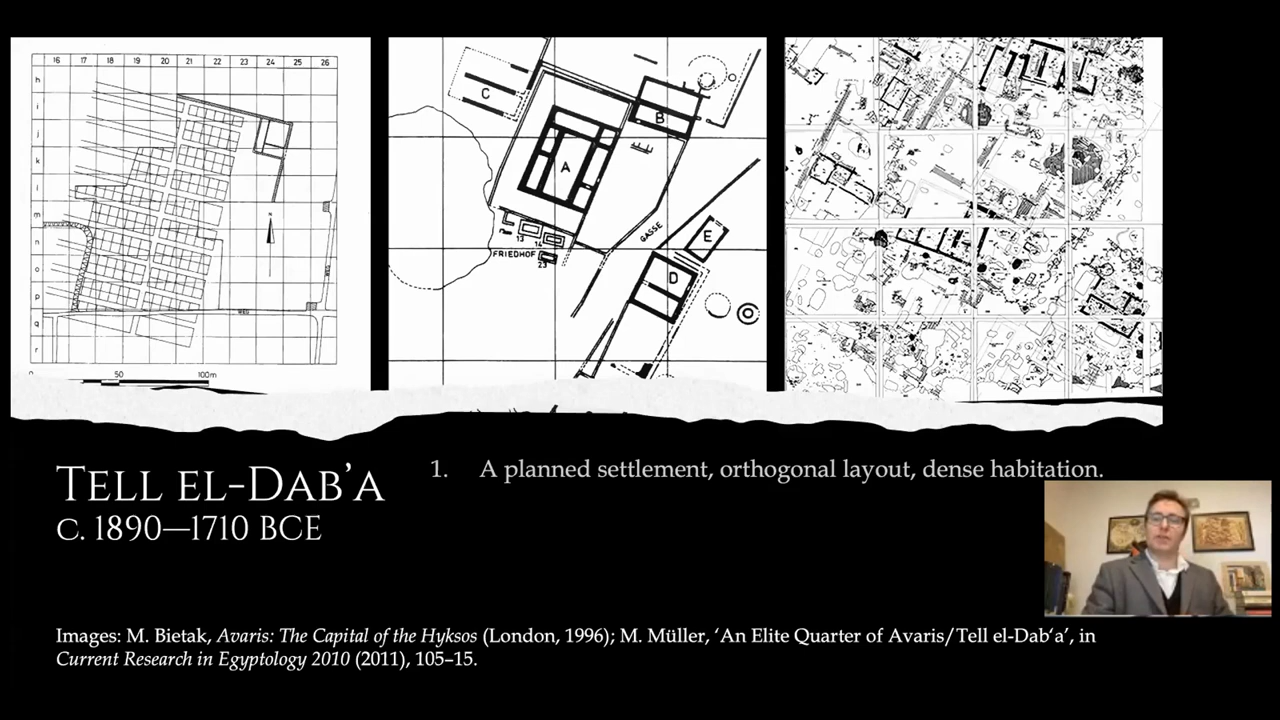 16 17 18 19 20 21 22 23 24 25 26
h
i
j
k
l
m
n
o
p
q
r
N
WEG
0 50 100m
C
B
A
E
GASSE
D
13
14
FRIEDHOF
23
TELL EL-DAB’A
C. 1890—1710 BCE
1. A planned settlement, orthogonal layout, dense habitation.
Images: M. Bietak, Avaris: The Capital of the Hyksos (London, 1996); M. Müller, ‘An Elite Quarter of Avaris/Tell el-Dab‘a’, in
Current Research in Egyptology 2010 (2011), 105–15.